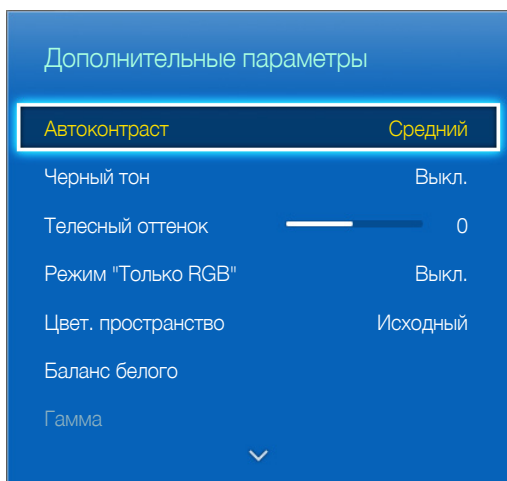 Дополнительные параметры
Автоконтраст Средний
Черный тон Выкл.
Телесный оттенок 0
Режим "Только RGB" Выкл.
Цвет. пространство Исходный
Баланс белого
Гамма